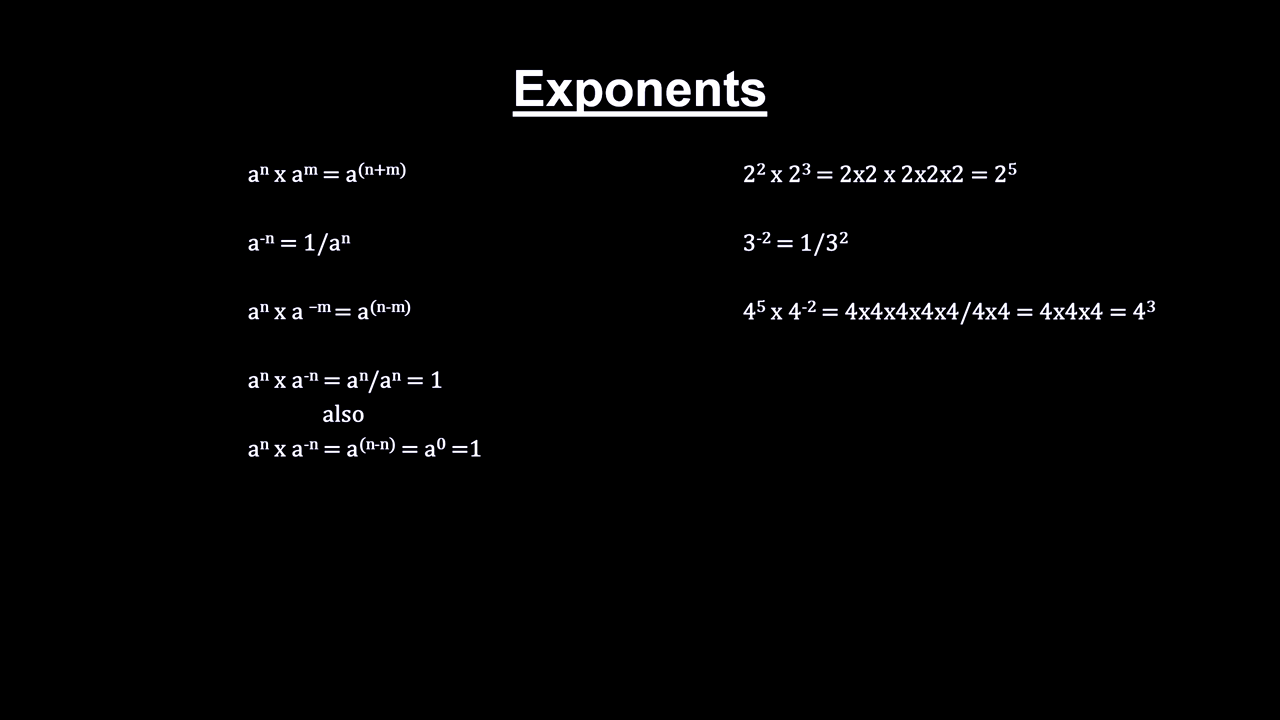 Exponents
aⁿ x aᵐ = a⁽ⁿ⁺ᵐ⁾
2² x 2³ = 2x2 x 2x2x2 = 2⁵
a⁻ⁿ = 1/aⁿ
3⁻² = 1/3²
aⁿ x a ⁻ᵐ = a⁽ⁿ⁻ᵐ⁾
4⁵ x 4⁻² = 4x4x4x4x4/4x4 = 4x4x4 = 4³
aⁿ x a⁻ⁿ = aⁿ/aⁿ = 1
also
aⁿ x a⁻ⁿ = a⁽ⁿ⁻ⁿ⁾ = a⁰ =1